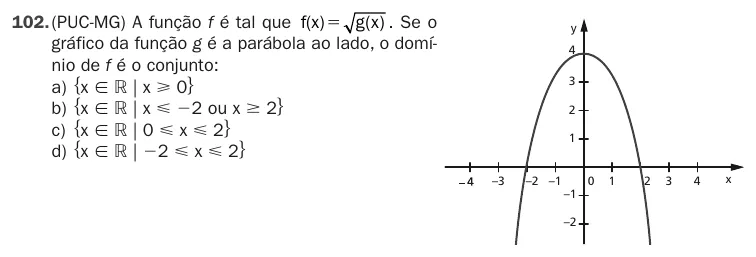 102. (PUC-MG) A função f é tal que f(x) = √g(x) . Se o
gráfico da função g é a parábola ao lado, o domí-
nio de f é o conjunto:
a) {x ∈ ℝ | x ⩾ 0}
b) {x ∈ ℝ | x ⩽ −2 ou x ≥ 2}
c) {x ∈ ℝ | 0 ⩽ x ⩽ 2}
d) {x ∈ ℝ | −2 ⩽ x ⩽ 2}
y
4
3
2
1
−4 −3 −2 −1 0 1 2 3 4 x
−1
−2